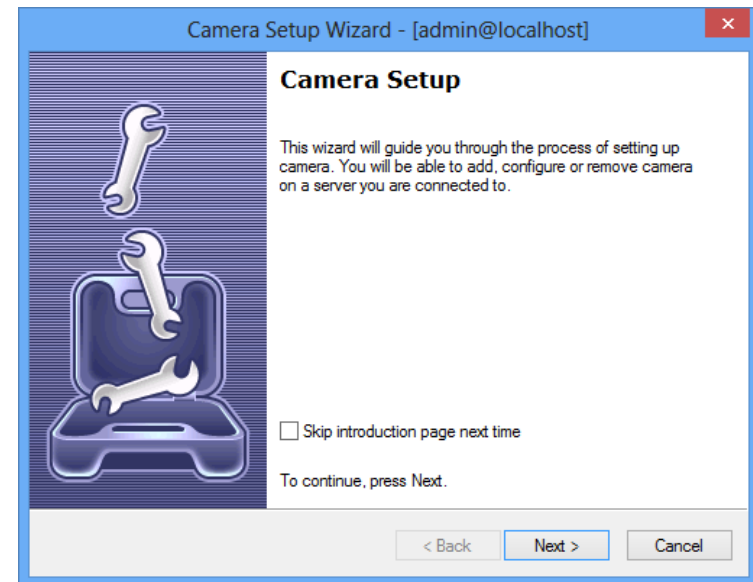 Camera Setup Wizard - [admin@localhost]
Camera Setup
This wizard will guide you through the process of setting up
camera. You will be able to add, configure or remove camera
on a server you are connected to.
Skip introduction page next time
To continue, press Next.
< Back Next > Cancel